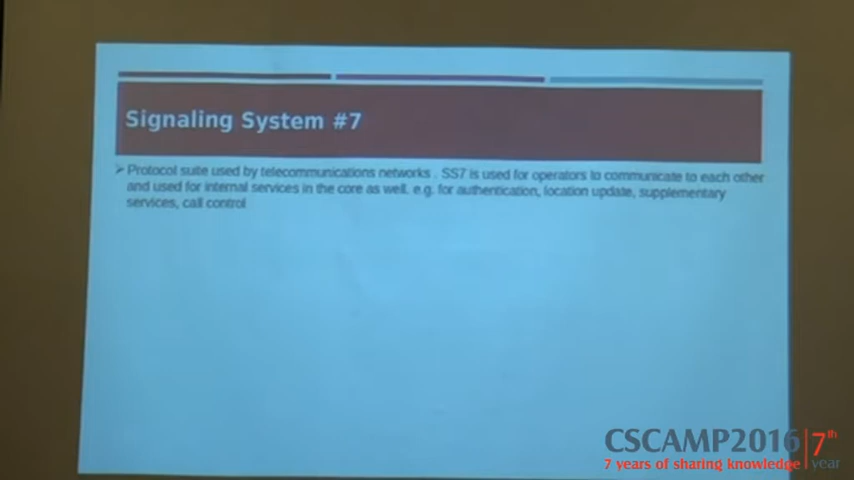 Signaling System #7
➢ Protocol suite used by telecommunications networks . SS7 is used for operators to communicate to each other
and used for internal services in the core as well. e.g. for authentication, location update, supplementary
services, call control
CSCAMP2016 7th
7 years of sharing knowledge year